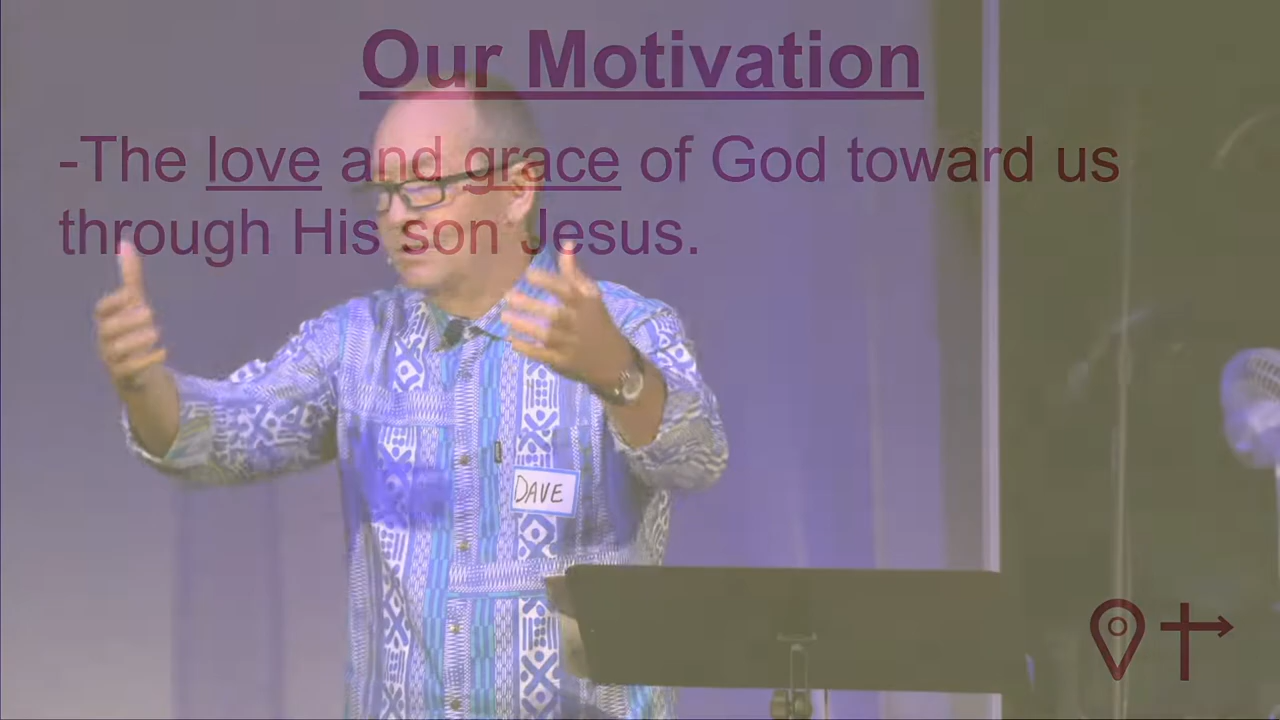 Our Motivation
-The love and grace of God toward us
through His son Jesus.
DAVE